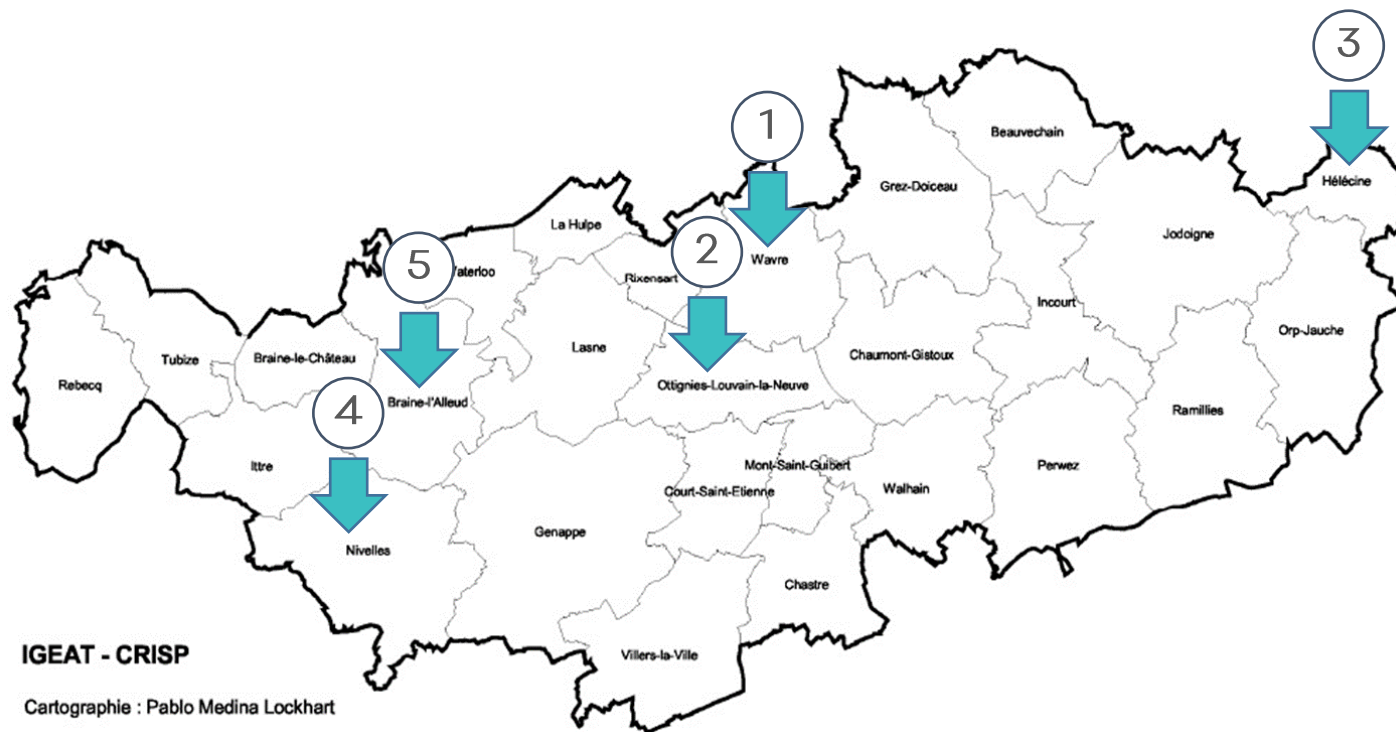 3
1
Beauvechain
Grez-Doiceau
Hélécine
La Hulpe
Jodoigne
2
5
Wavre
Waterloo
Rixensart
Incourt
Orp-Jauche
Lasne
Chaumont-Gistoux
Braine-le-Château
Tubize
Rebecq
Ottignies-Louvain-la-Neuve
Braine-l'Alleud
4
Ramillies
Ittre
Mont-Saint-Guibert
Perwez
Court-Saint-Etienne
Walhain
Genappe
Nivelles
Chastre
Villers-la-Ville
IGEAT - CRISP
Cartographie : Pablo Medina Lockhart